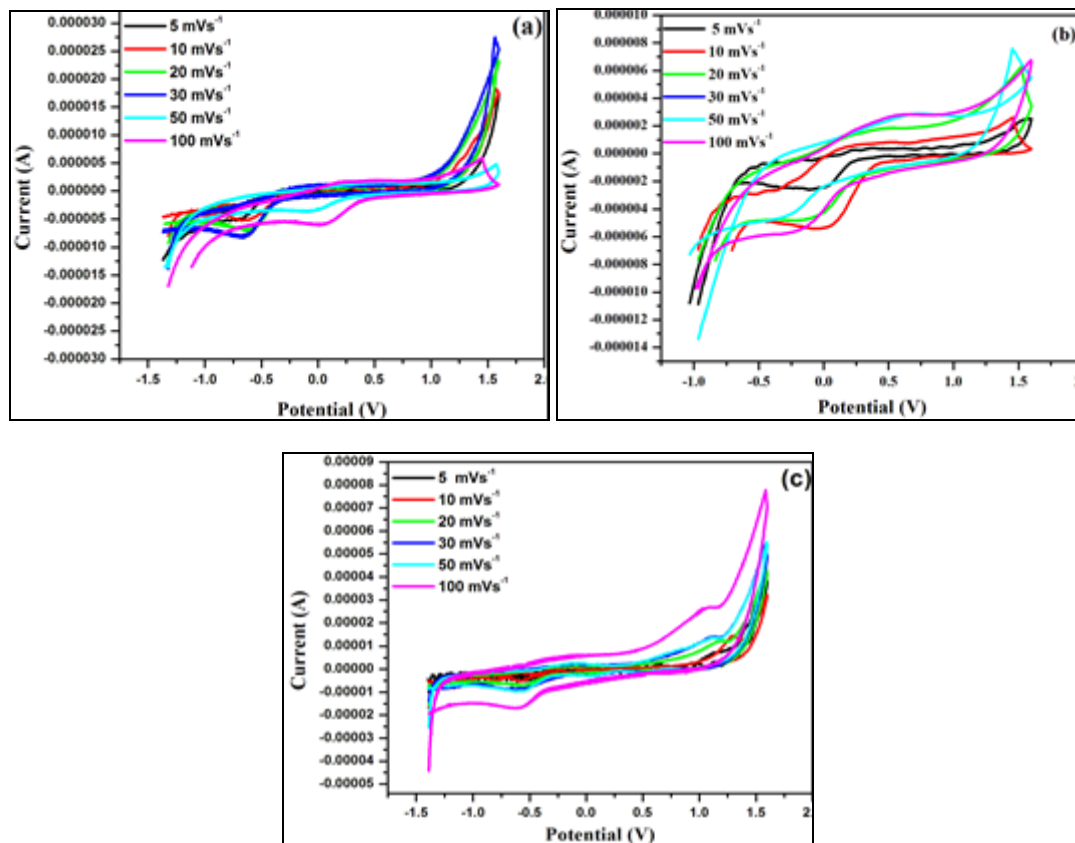 (a)
0.000030
0.000025
0.000020
0.000015
0.000010
0.000005
0.000000
-0.000005
-0.000010
-0.000015
-0.000020
-0.000025
-0.000030
Current (A)
5 mVs⁻¹
10 mVs⁻¹
20 mVs⁻¹
30 mVs⁻¹
50 mVs⁻¹
100 mVs⁻¹
-1.5 -1.0 -0.5 0.0 0.5 1.0 1.5 2.0
Potential (V)
(b)
0.000010
0.000008
0.000006
0.000004
0.000002
0.000000
-0.000002
-0.000004
-0.000006
-0.000008
-0.000010
-0.000012
-0.000014
Current (A)
5 mVs⁻¹
10 mVs⁻¹
20 mVs⁻¹
30 mVs⁻¹
50 mVs⁻¹
100 mVs⁻¹
-1.0 -0.5 0.0 0.5 1.0 1.5
Potential (V)
(c)
0.00009
0.00008
0.00007
0.00006
0.00005
0.00004
0.00003
0.00002
0.00001
0.00000
-0.00001
-0.00002
-0.00003
-0.00004
-0.00005
Current (A)
5 mVs⁻¹
10 mVs⁻¹
20 mVs⁻¹
30 mVs⁻¹
50 mVs⁻¹
100 mVs⁻¹
-1.5 -1.0 -0.5 0.0 0.5 1.0 1.5 2.0
Potential (V)